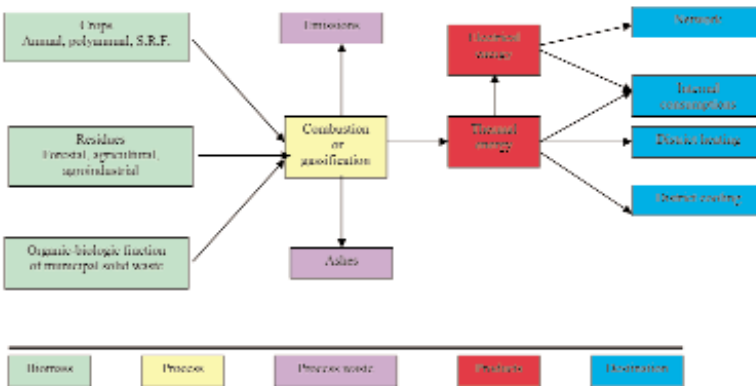 Crops
Annual, polyannual, S.R.F.
Residues
Forestal, agricultural,
agroindustrial
Organic-biologic fraction
of municipal solid waste
Emissions
Combustion
or
gassification
Ashes
Electrical
energy
Thermal
energy
Network
Internal
consumptions
District heating
District cooling
Biomass
Process
Process waste
Products
Destination